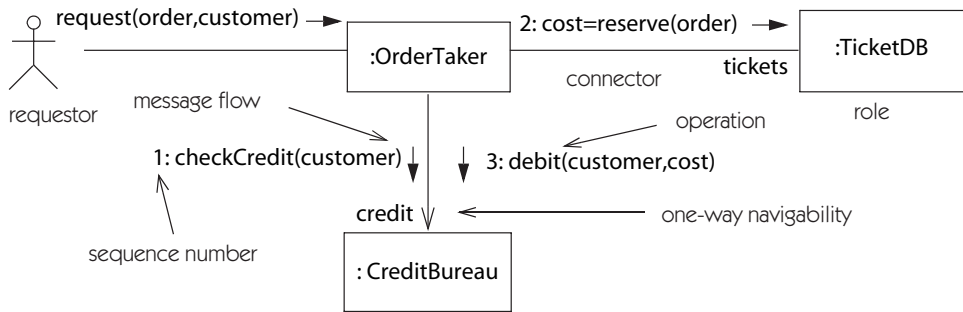 request(order,customer)
2: cost=reserve(order)
:OrderTaker
:TicketDB
tickets
connector
requestor
message flow
role
operation
1: checkCredit(customer)
3: debit(customer,cost)
credit
one-way navigability
sequence number
: CreditBureau